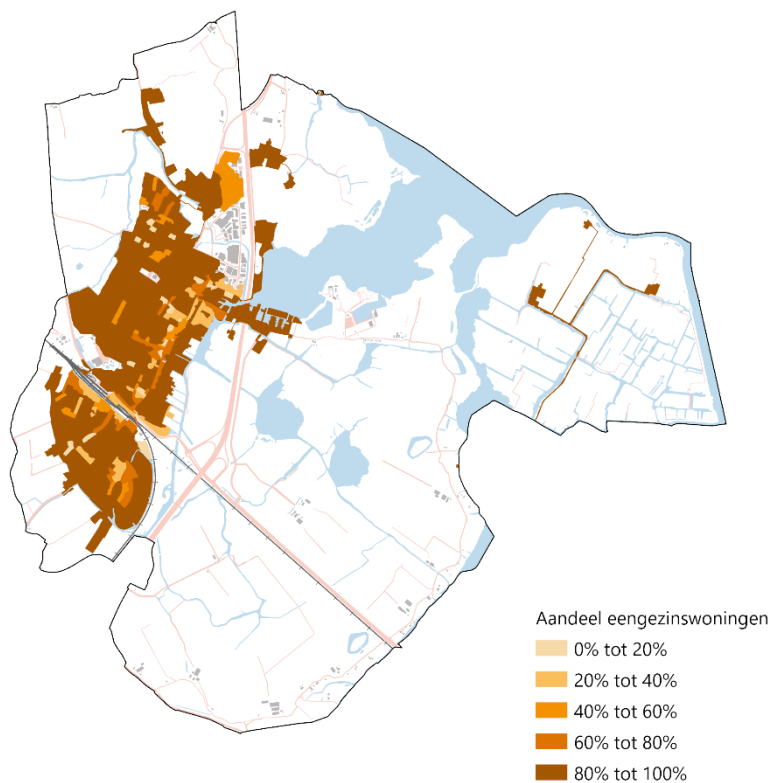 Aandeel eengezinswoningen
0% tot 20%
20% tot 40%
40% tot 60%
60% tot 80%
80% tot 100%